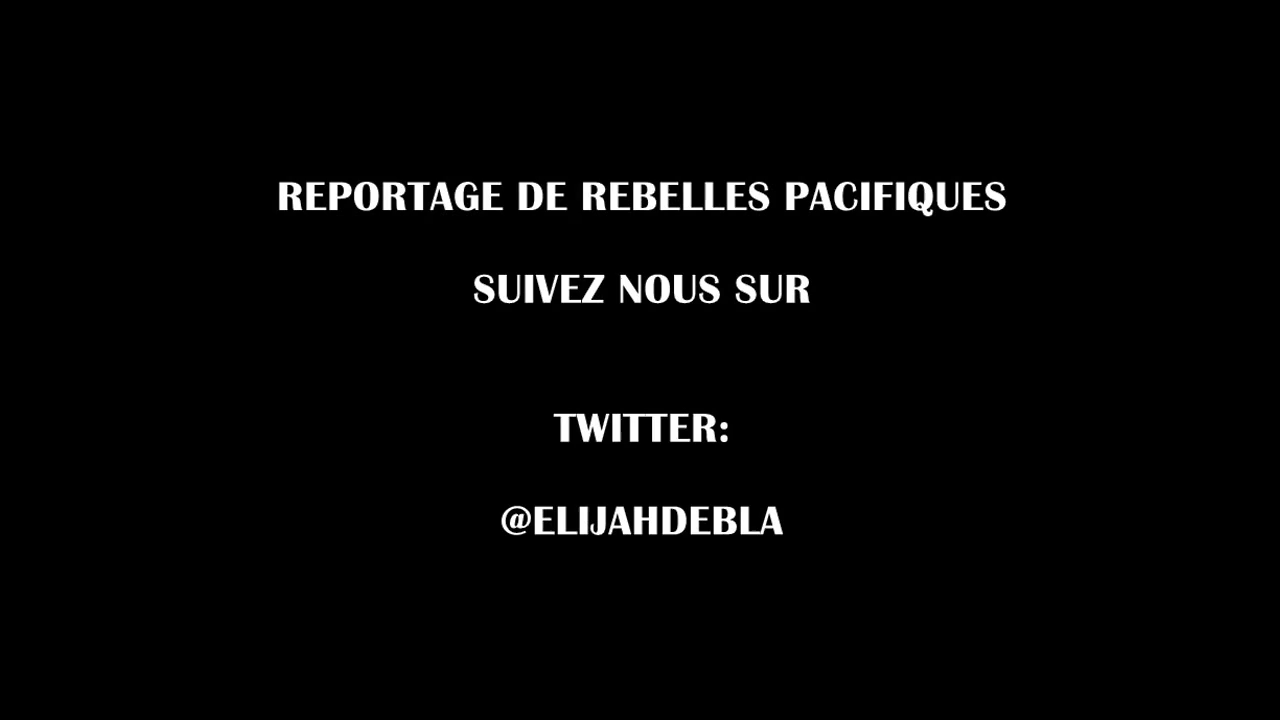 REPORTAGE DE REBELLES PACIFIQUES
SUIVEZ NOUS SUR
TWITTER:
@ELIJAHDEBLA